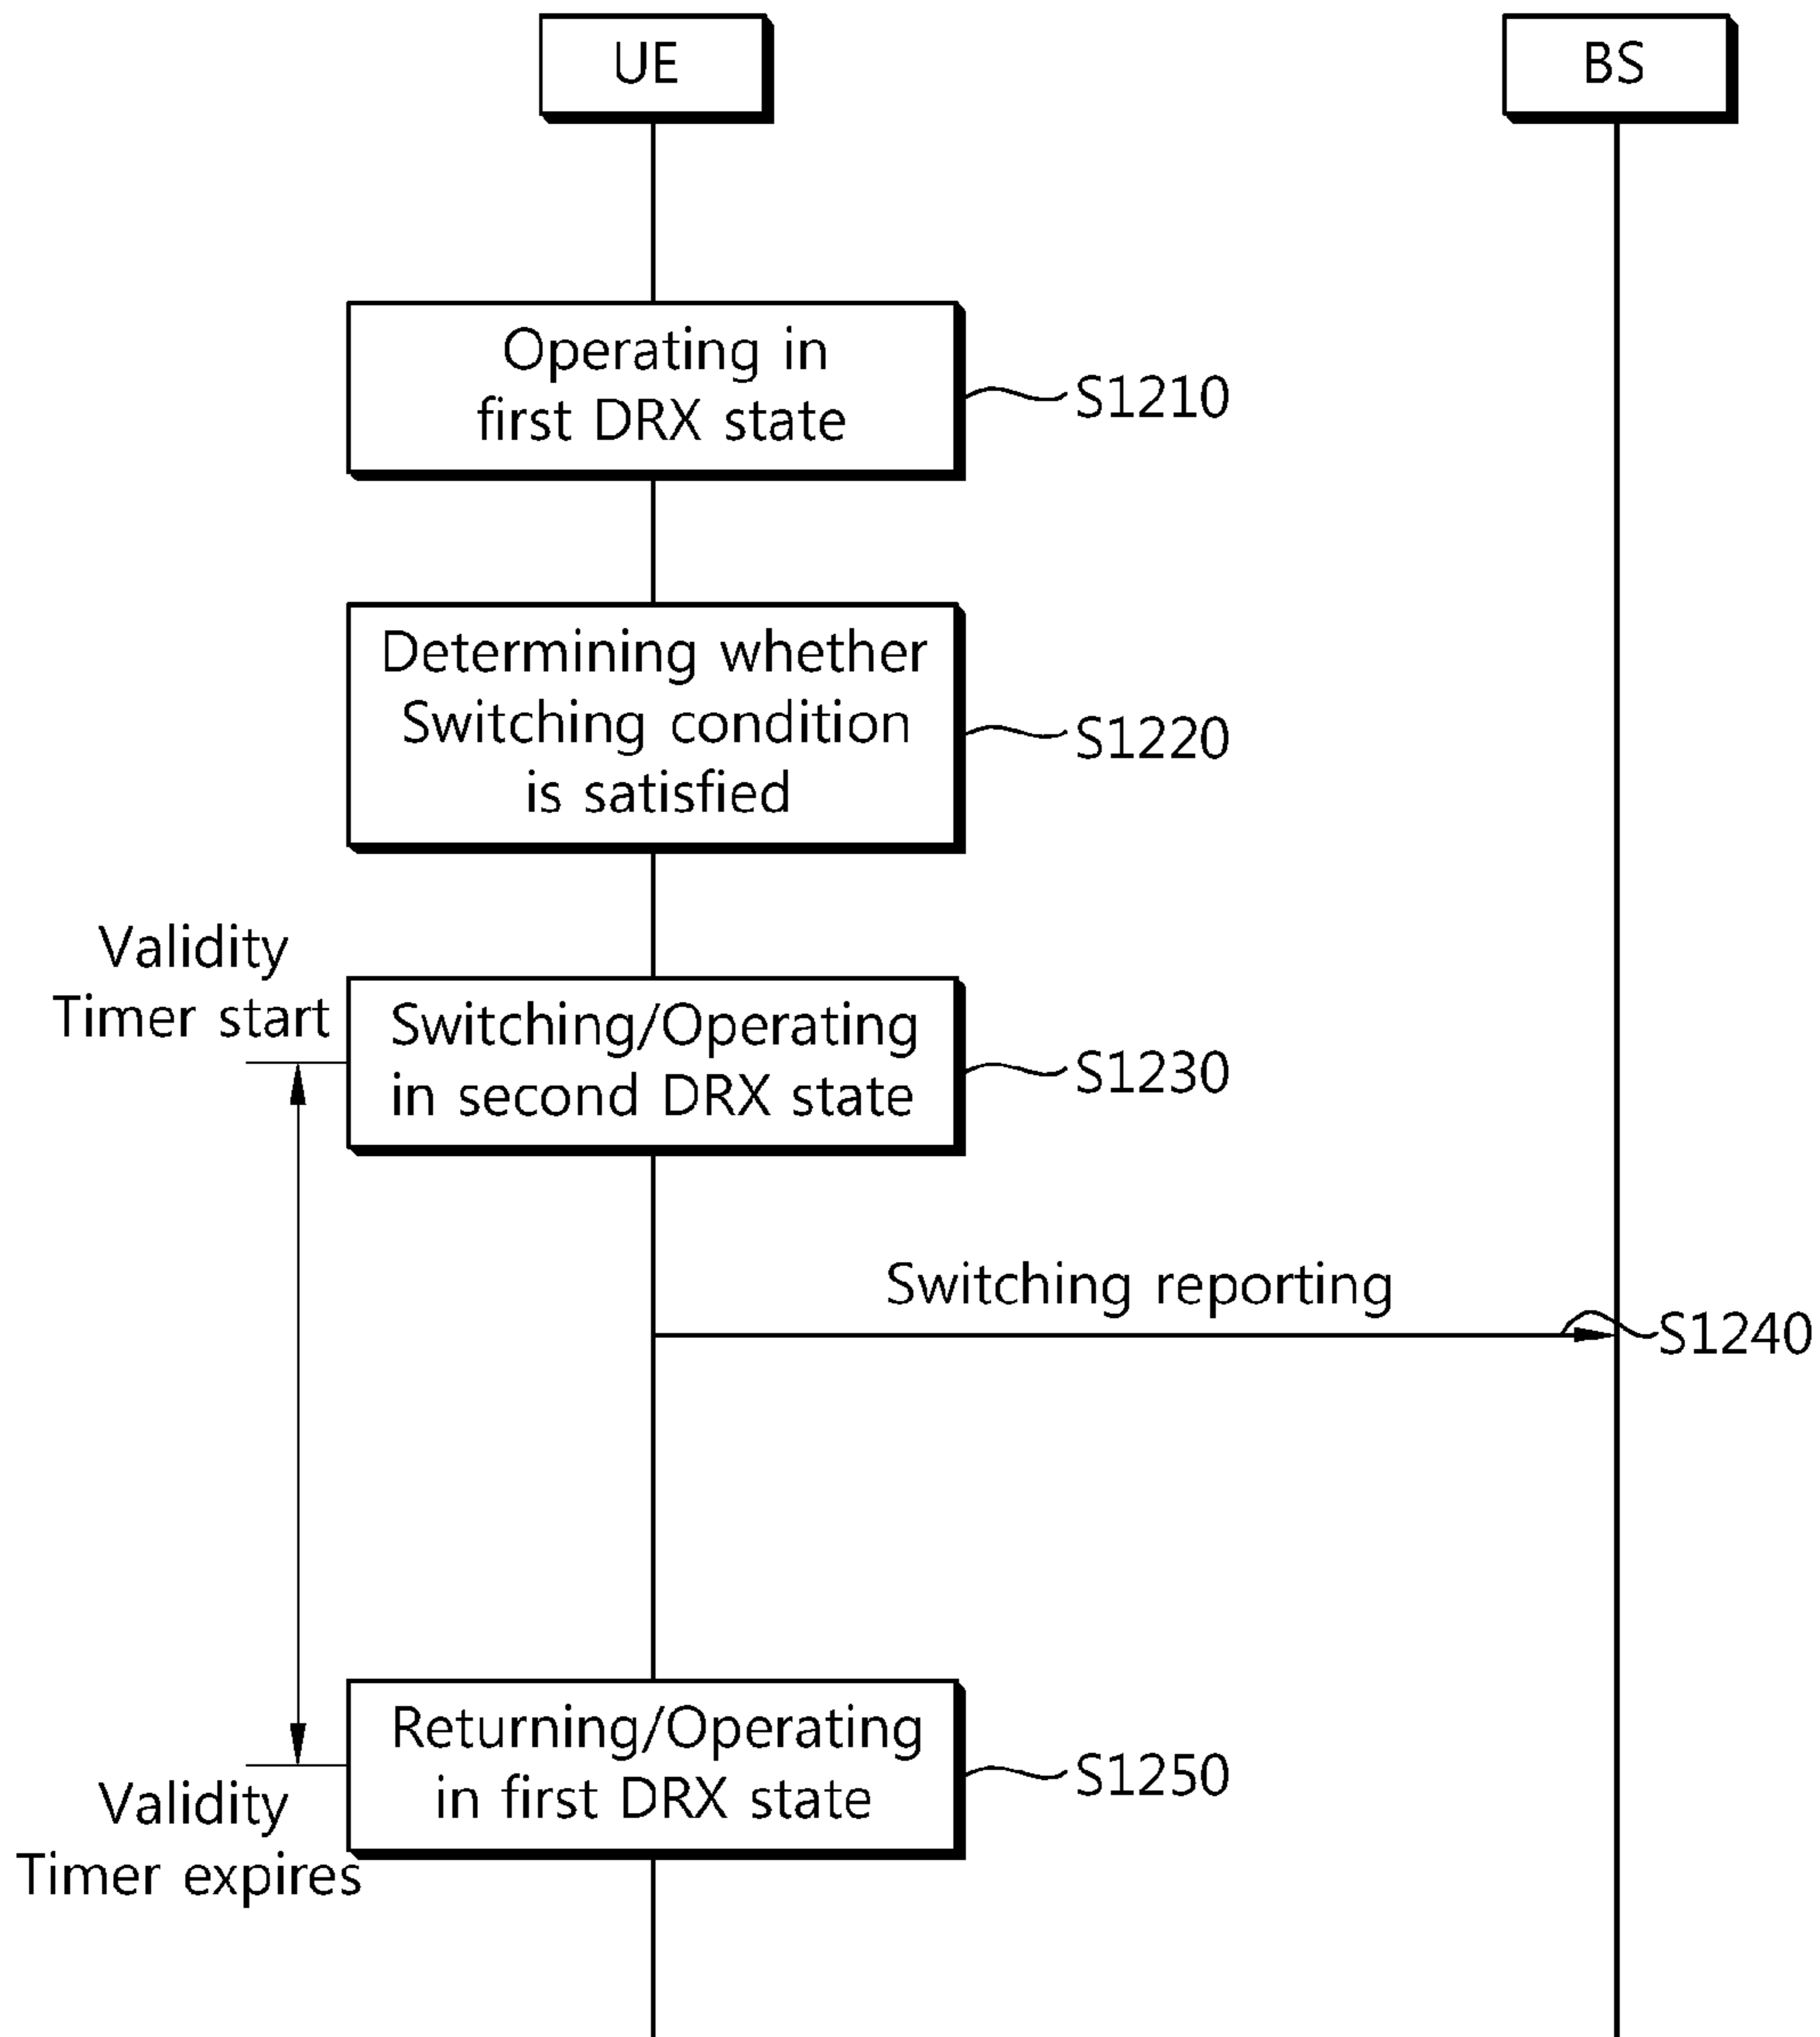 UE
BS
Operating in
first DRX state
S1210
Determining whether
Switching condition
is satisfied
S1220
Validity
Timer start
Switching/Operating
in second DRX state
S1230
Switching reporting
S1240
Returning/Operating
in first DRX state
S1250
Validity
Timer expires